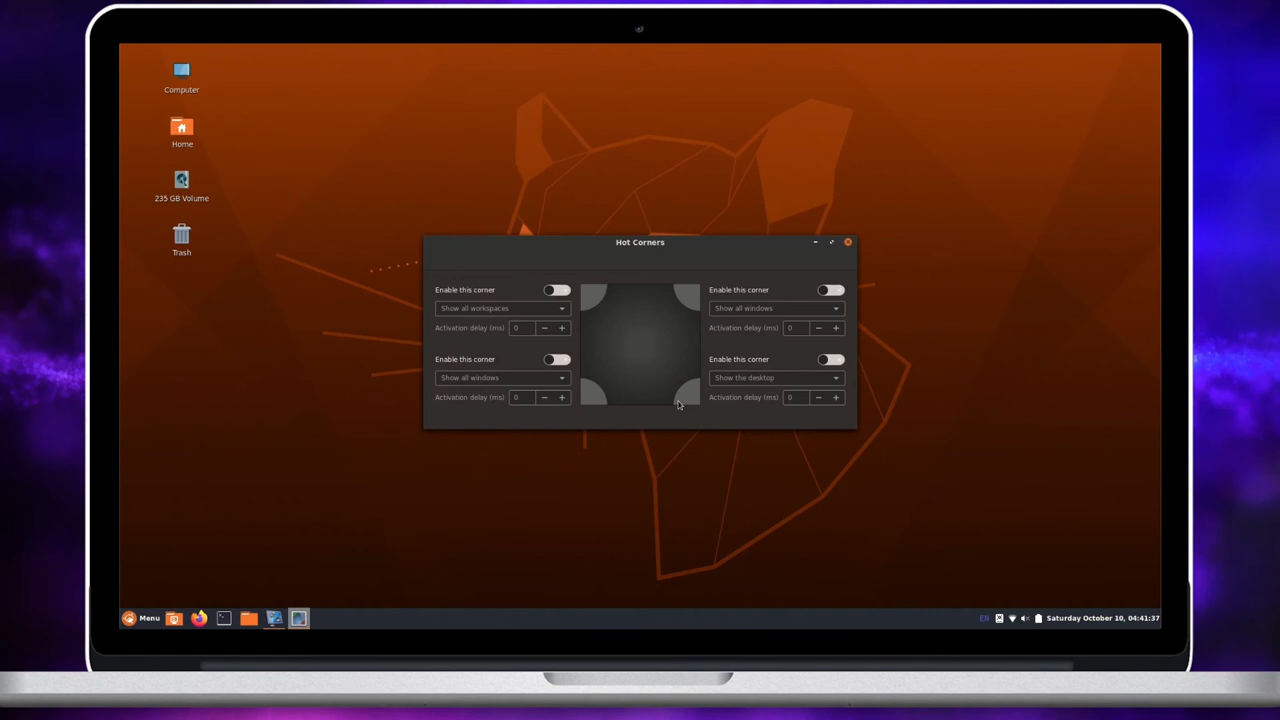 Computer
Home
235 GB Volume
Trash
Hot Corners
Enable this corner
Show all workspaces
Activation delay (ms) 0
Enable this corner
Show all windows
Activation delay (ms) 0
Enable this corner
Show all windows
Activation delay (ms) 0
Enable this corner
Show the desktop
Activation delay (ms) 0
Menu
EN
Saturday October 10, 04:41:37